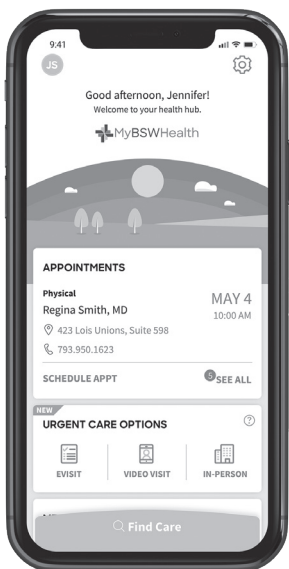 9:41
JS
Good afternoon, Jennifer!
Welcome to your health hub.
MyBSWHealth
APPOINTMENTS
Physical
Regina Smith, MD
MAY 4
10:00 AM
423 Lois Unions, Suite 598
793.950.1623
SCHEDULE APPT
5 SEE ALL
NEW
URGENT CARE OPTIONS
?
EVISIT
VIDEO VISIT
IN-PERSON
Find Care